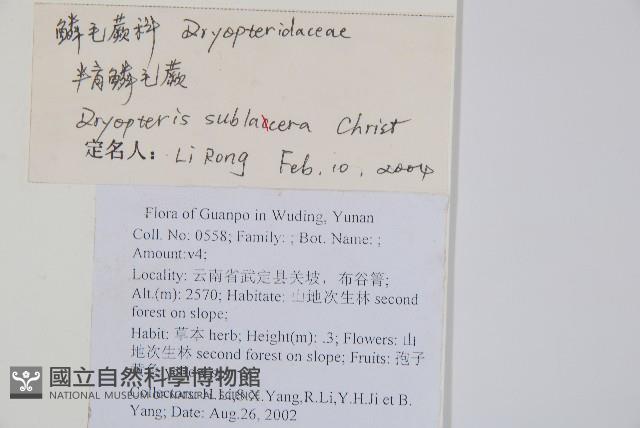 鳞毛蕨科 Dryopteridaceae
半育鳞毛蕨
Dryopteris sublacera Christ
定名人: Li Rong Feb. 10, 2004
Flora of Guanpo in Wuding, Yunan
Coll. No: 0558; Family: ; Bot. Name: ;
Amount:v4;
Locality: 云南省武定县关坡，布谷箐;
Alt.(m): 2570; Habitate: 山地次生林 second
forest on slope;
Habit: 草本 herb; Height(m): .3; Flowers: 山
地次生林 second forest on slope; Fruits: 孢子
國立自然科學博物館
NATIONAL MUSEUM OF NATURAL SCIENCE
Yang,R.Li,Y.H.Ji et B.
Yang; Date: Aug.26, 2002